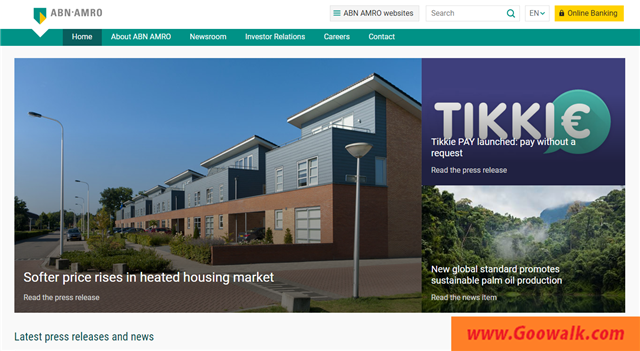 ABN·AMRO
ABN AMRO websites
Search
EN
Online Banking
Home
About ABN AMRO
Newsroom
Investor Relations
Careers
Contact
Softer price rises in heated housing market
Read the press release
TIKKIE
Tikkie PAY launched: pay without a
request
Read the press release
New global standard promotes
sustainable palm oil production
Read the news item
Latest press releases and news
www.Goowalk.com